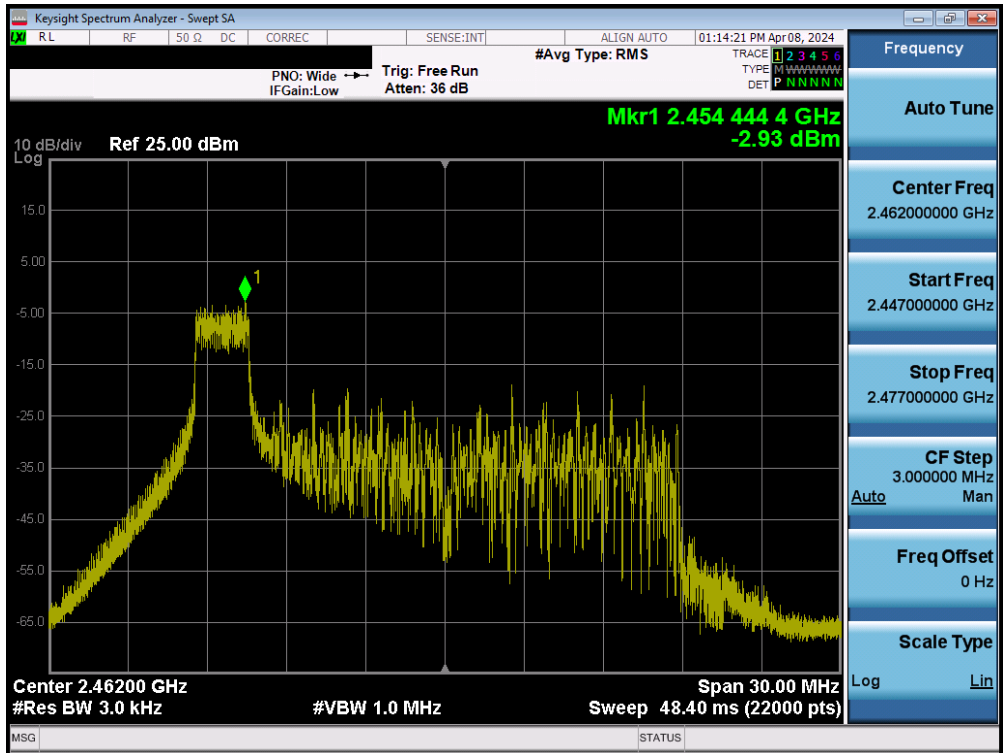 Keysight Spectrum Analyzer - Swept SA
LXI RL RF 50 Ω DC CORREC SENSE:INT ALIGN AUTO 01:14:21 PM Apr 08, 2024
#Avg Type: RMS TRACE 1 2 3 4 5 6
PNO: Wide Trig: Free Run TYPE M W W W W W
IFGain:Low Atten: 36 dB DET P N N N N N
Mkr1 2.454 444 4 GHz
-2.93 dBm
10 dB/div Ref 25.00 dBm
Log
15.0
5.00
-5.00
-15.0
-25.0
-35.0
-45.0
-55.0
-65.0
1
Center 2.46200 GHz Span 30.00 MHz
#Res BW 3.0 kHz #VBW 1.0 MHz Sweep 48.40 ms (22000 pts)
MSG STATUS
Frequency
Auto Tune
Center Freq
2.462000000 GHz
Start Freq
2.447000000 GHz
Stop Freq
2.477000000 GHz
CF Step
3.000000 MHz
Auto Man
Freq Offset
0 Hz
Scale Type
Log Lin